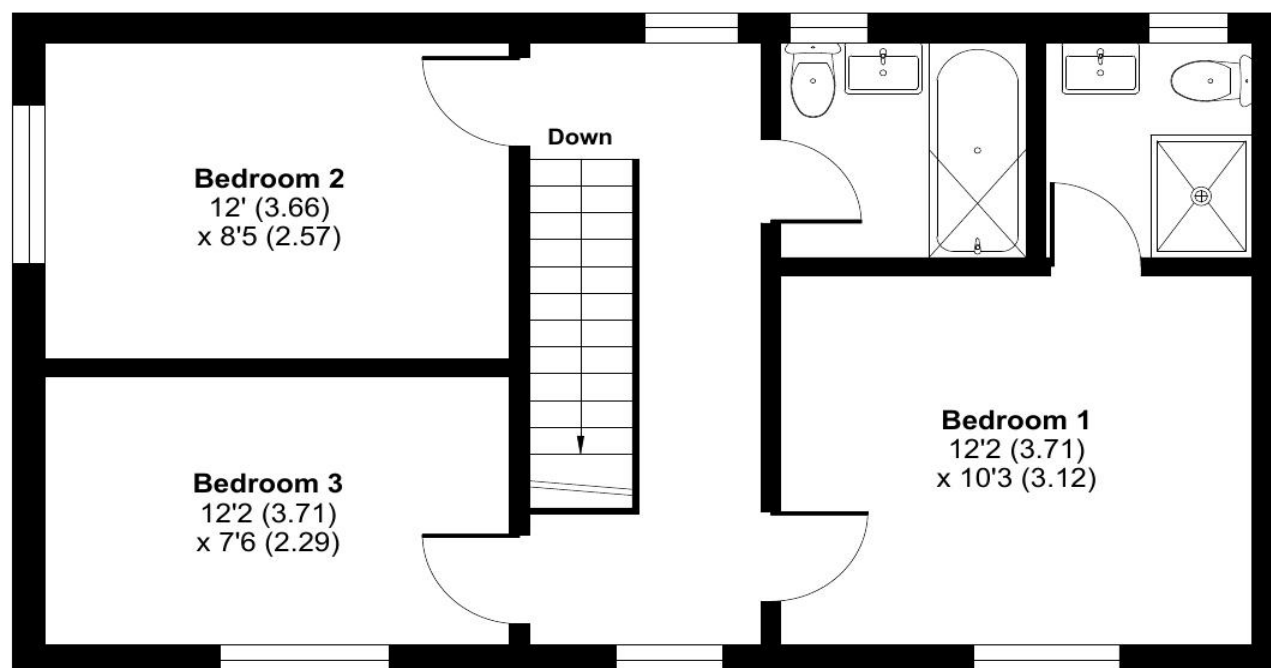 Down
Bedroom 2
12' (3.66)
x 8'5 (2.57)
Bedroom 1
12'2 (3.71)
x 10'3 (3.12)
Bedroom 3
12'2 (3.71)
x 7'6 (2.29)